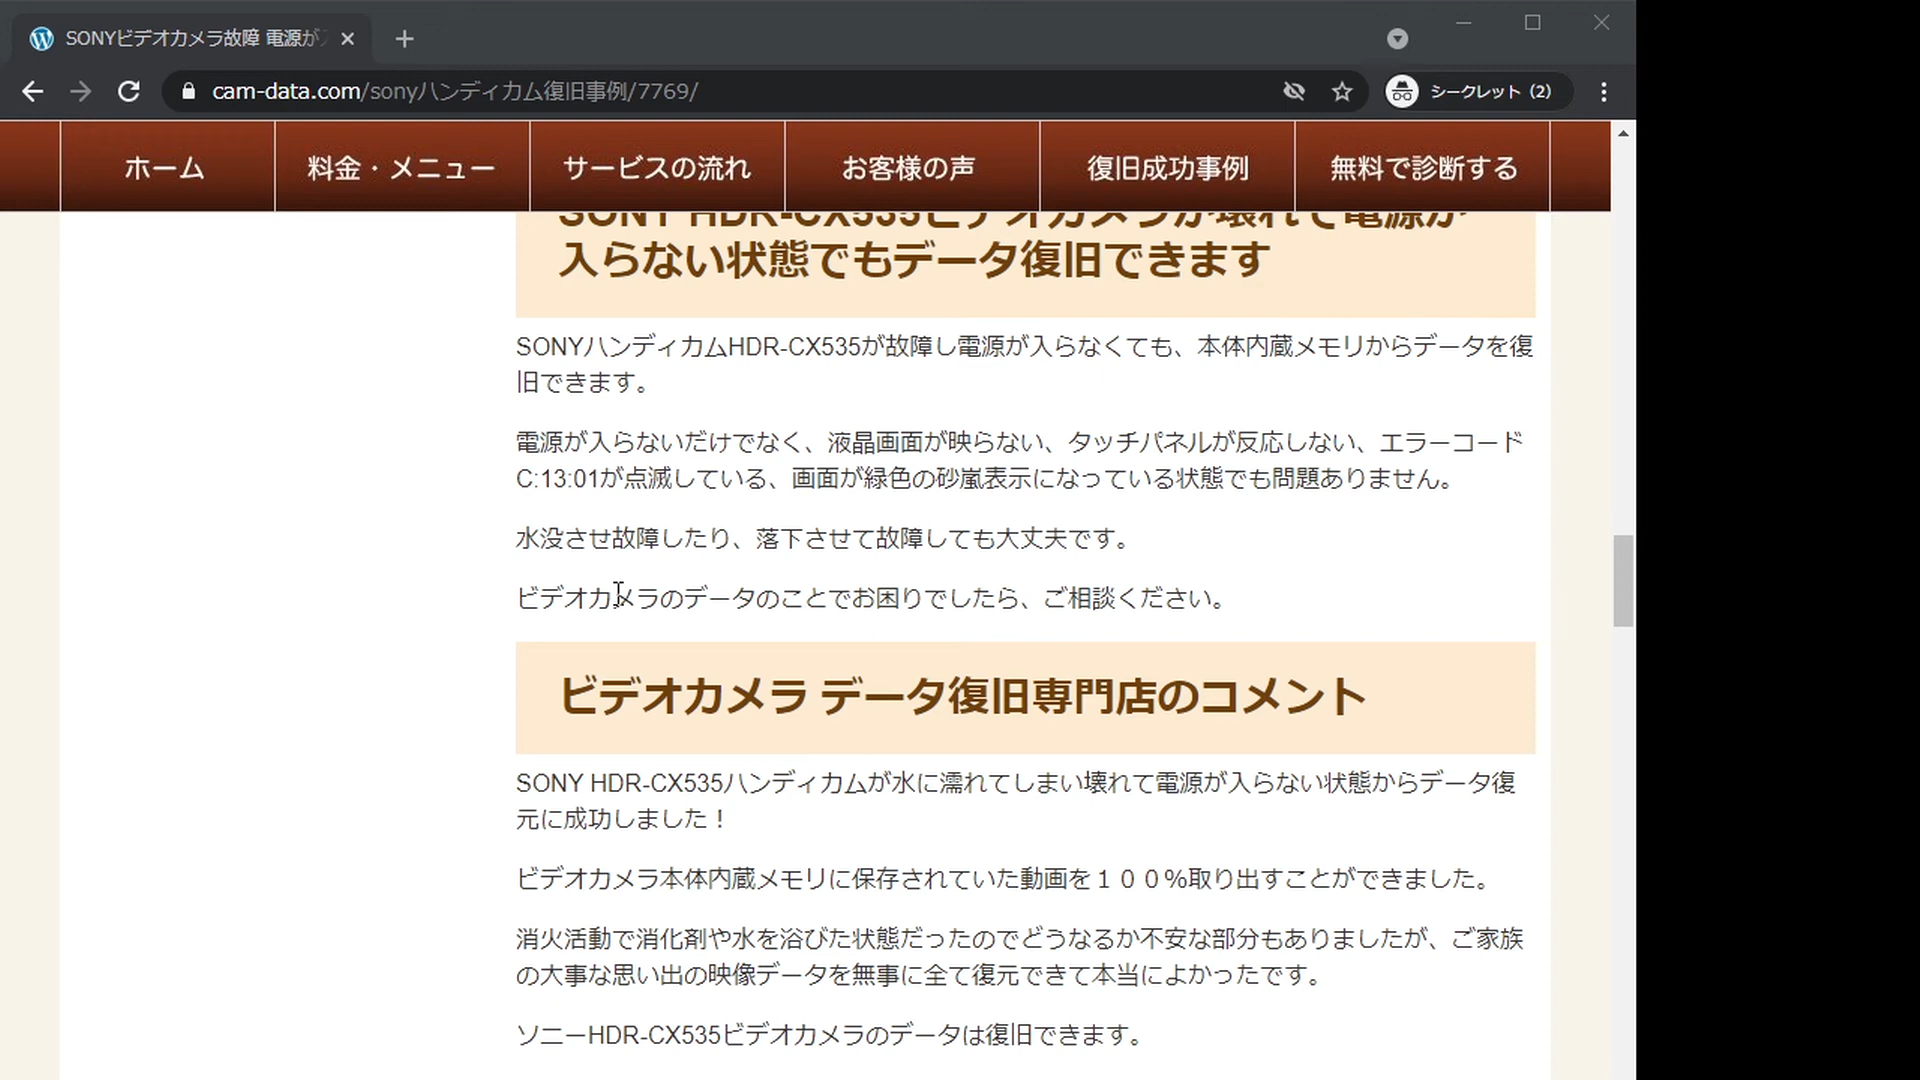 SONYビデオカメラ故障 電源が
cam-data.com/sonyハンディカム復旧事例/7769/
シークレット (2)
ホーム
料金・メニュー
サービスの流れ
お客様の声
復旧成功事例
無料で診断する
SONY HDR-CX535ビデオカメラが壊れて電源が
入らない状態でもデータ復旧できます
SONYハンディカムHDR-CX535が故障し電源が入らなくても、本体内蔵メモリからデータを復
旧できます。
電源が入らないだけでなく、液晶画面が映らない、タッチパネルが反応しない、エラーコード
C:13:01が点滅している、画面が緑色の砂嵐表示になっている状態でも問題ありません。
水没させ故障したり、落下させて故障しても大丈夫です。
ビデオカメラのデータのことでお困りでしたら、ご相談ください。
ビデオカメラ データ復旧専門店のコメント
SONY HDR-CX535ハンディカムが水に濡れてしまい壊れて電源が入らない状態からデータ復
元に成功しました！
ビデオカメラ本体内蔵メモリに保存されていた動画を１００％取り出すことができました。
消火活動で消化剤や水を浴びた状態だったのでどうなるか不安な部分もありましたが、ご家族
の大事な思い出の映像データを無事に全て復元できて本当によかったです。
ソニーHDR-CX535ビデオカメラのデータは復旧できます。